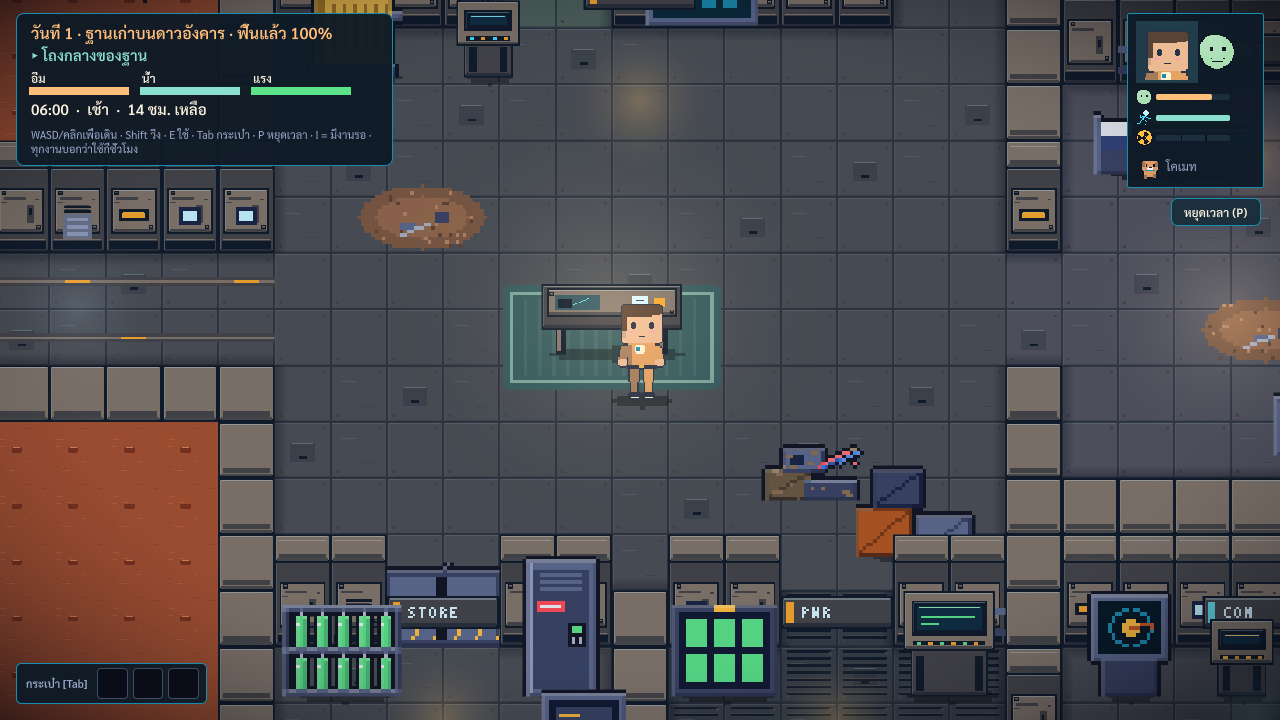 วันที่ 1 · ฐานเก่าบนดาวอังคาร · ฟื้นแล้ว 100%
▸ โถงกลางของฐาน
อิ่ม น้ำ แรง
06:00 · เช้า · 14 ชม. เหลือ
WASD/คลิกเพื่อเดิน · Shift วิ่ง · E ใช้ · Tab กระเป๋า · P หยุดเวลา · ! = มีงานรอ ·
ทุกงานบอกว่าใช้กี่ชั่วโมง
โคเมท
หยุดเวลา (P)
STORE
PWR
COM
กระเป๋า [Tab]